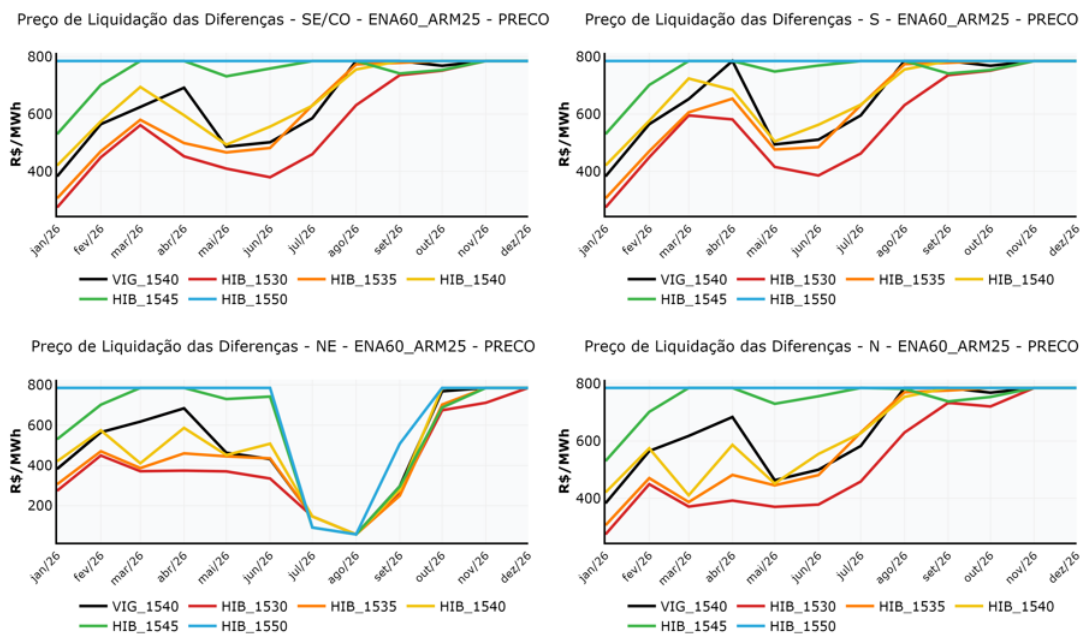 Preço de Liquidação das Diferenças - SE/CO - ENA60_ARM25 - PRECO
R$/MWh
800
600
400
jan/26 fev/26 mar/26 abr/26 mai/26 jun/26 jul/26 ago/26 set/26 out/26 nov/26 dez/26
VIG_1540 HIB_1530 HIB_1535 HIB_1540
HIB_1545 HIB_1550
Preço de Liquidação das Diferenças - S - ENA60_ARM25 - PRECO
R$/MWh
800
600
400
jan/26 fev/26 mar/26 abr/26 mai/26 jun/26 jul/26 ago/26 set/26 out/26 nov/26 dez/26
VIG_1540 HIB_1530 HIB_1535 HIB_1540
HIB_1545 HIB_1550
Preço de Liquidação das Diferenças - NE - ENA60_ARM25 - PRECO
R$/MWh
800
600
400
200
jan/26 fev/26 mar/26 abr/26 mai/26 jun/26 jul/26 ago/26 set/26 out/26 nov/26 dez/26
VIG_1540 HIB_1530 HIB_1535 HIB_1540
HIB_1545 HIB_1550
Preço de Liquidação das Diferenças - N - ENA60_ARM25 - PRECO
R$/MWh
800
600
400
jan/26 fev/26 mar/26 abr/26 mai/26 jun/26 jul/26 ago/26 set/26 out/26 nov/26 dez/26
VIG_1540 HIB_1530 HIB_1535 HIB_1540
HIB_1545 HIB_1550